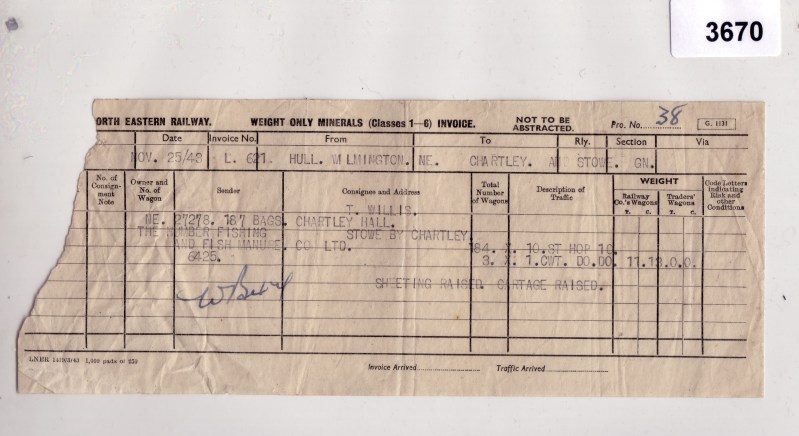 3670
ORTH EASTERN RAILWAY. WEIGHT ONLY MINERALS (Classes 1—6) INVOICE. NOT TO BE ABSTRACTED. Pro. No. 38 G. 1131
Date Invoice No. From To Rly. Section Via
NOV. 25/43 L. 621. HULL. WILMINGTON. NE. CHARTLEY. AND STOWE. GN.
No. of Consignment Note Owner and No. of Wagon Sender Consignee and Address Total Number of Wagons Description of Traffic WEIGHT Railway Co.'s Wagons T. C. Traders' Wagons T. C. Code Letters indicating Risk and other Conditions
T. WILLIS.
NE. 27278. 187 BAGS. CHARTLEY HALL.
THE HUMBER FISHING STOWE BY CHARTLEY
AND FISH MANURE. CO LTD. 184. X. 10. ST HOP 10.
6425. 3. X. 1. CWT. DO. DO. 11.13.0.0.
SHEETING RAISED. CARTAGE RAISED.
LNER 1,000 pads
Invoice Arrived Traffic Arrived